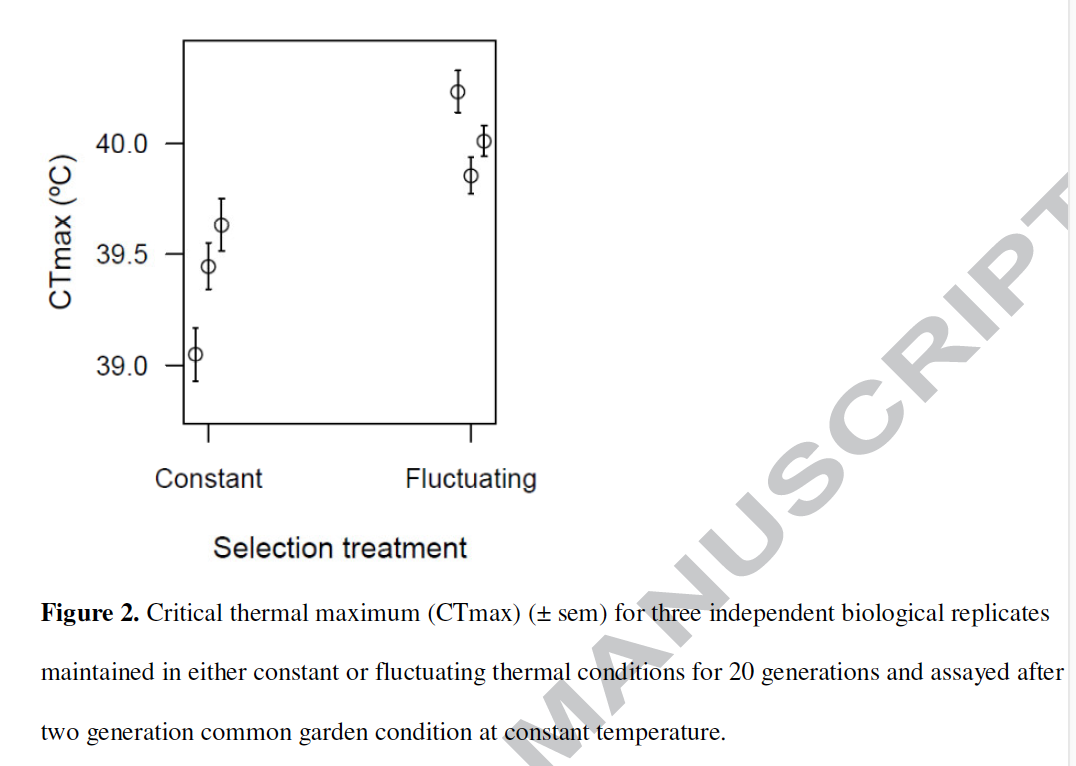 40.0
39.5
39.0
CTmax (ºC)
Constant Fluctuating
Selection treatment
Figure 2. Critical thermal maximum (CTmax) (± sem) for three independent biological replicates
maintained in either constant or fluctuating thermal conditions for 20 generations and assayed after
two generation common garden condition at constant temperature.
MANUSCRIPT